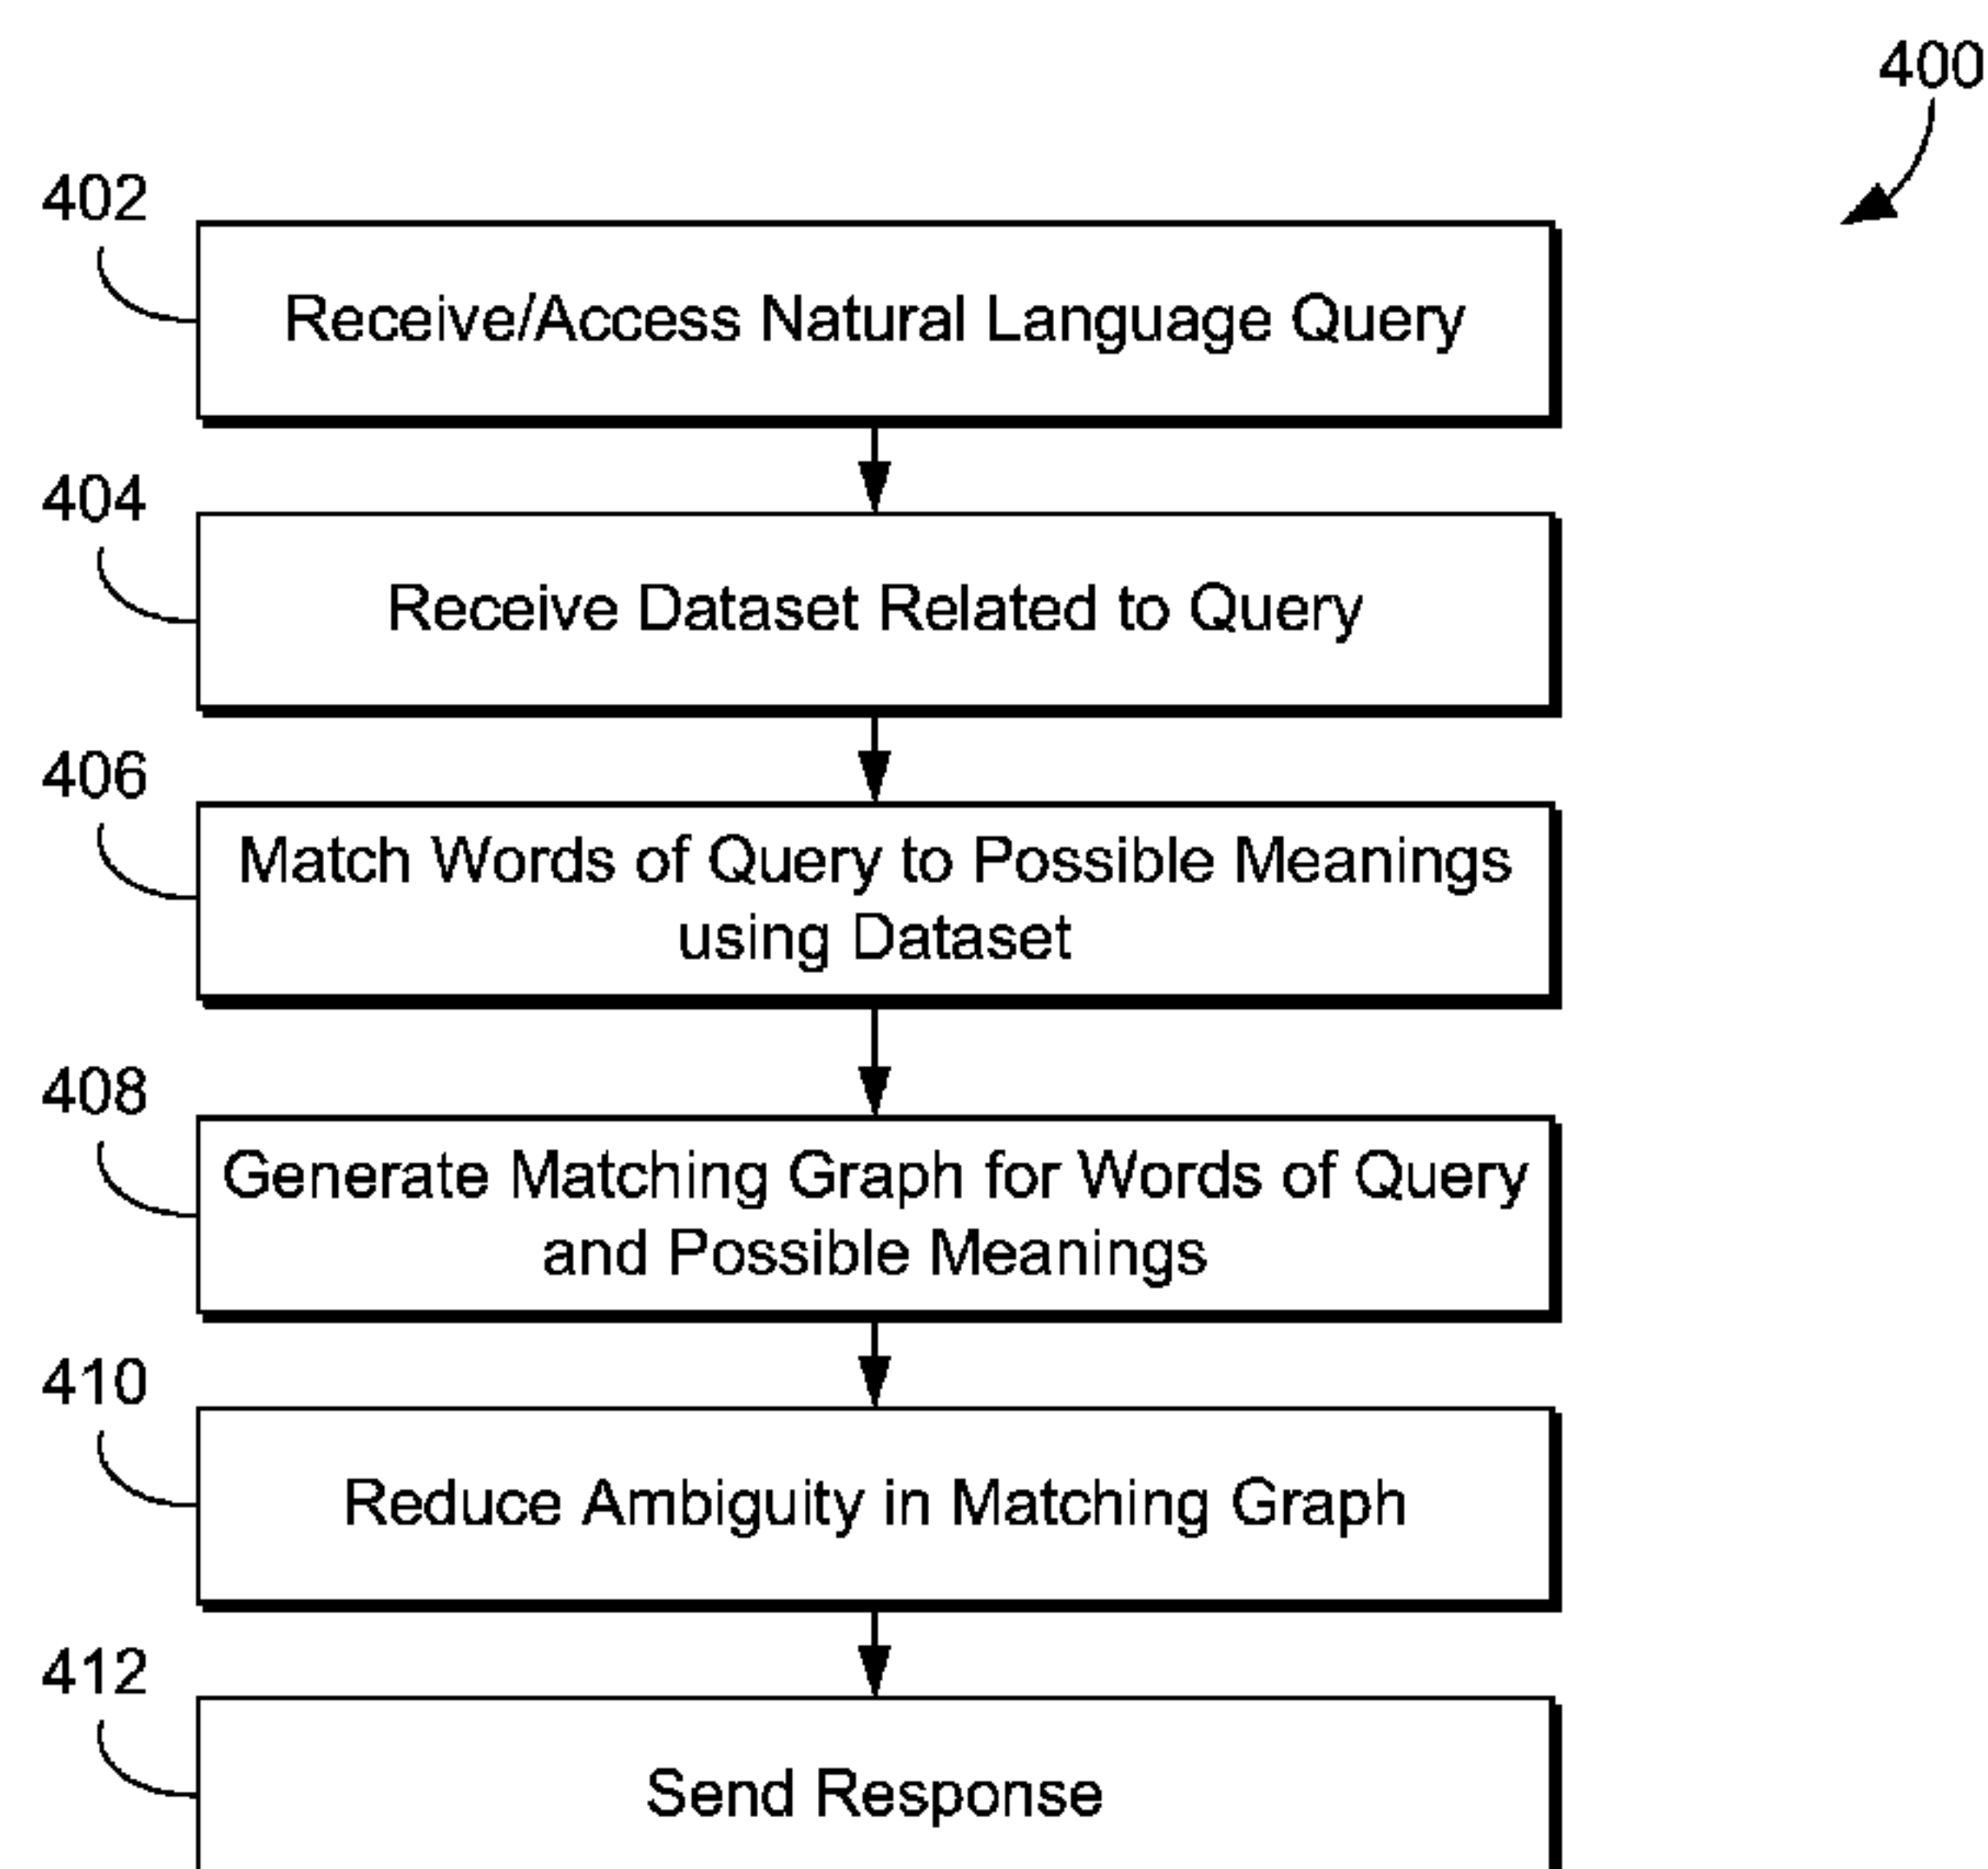 400
402
Receive/Access Natural Language Query
404
Receive Dataset Related to Query
406
Match Words of Query to Possible Meanings
using Dataset
408
Generate Matching Graph for Words of Query
and Possible Meanings
410
Reduce Ambiguity in Matching Graph
412
Send Response